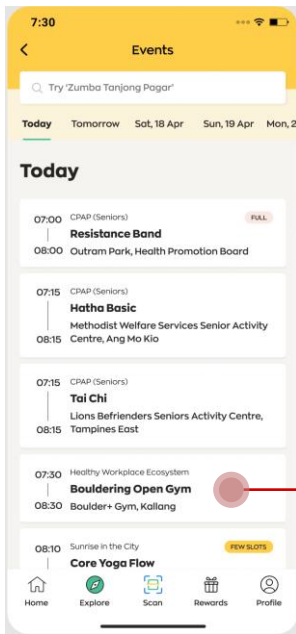 7:30
Events
Try 'Zumba Tanjong Pagar'
Today Tomorrow Sat, 18 Apr Sun, 19 Apr Mon, 2
Today
07:00 CPAP (Seniors) FULL
Resistance Band
08:00 Outram Park, Health Promotion Board
07:15 CPAP (Seniors)
Hatha Basic
Methodist Welfare Services Senior Activity
08:15 Centre, Ang Mo Kio
07:15 CPAP (Seniors)
Tai Chi
Lions Befrienders Seniors Activity Centre,
08:15 Tampines East
07:30 Healthy Workplace Ecosystem
Bouldering Open Gym
08:30 Boulder+ Gym, Kallang
08:10 Sunrise in the City FEW SLOTS
Core Yoga Flow
Home Explore Scan Rewards Profile